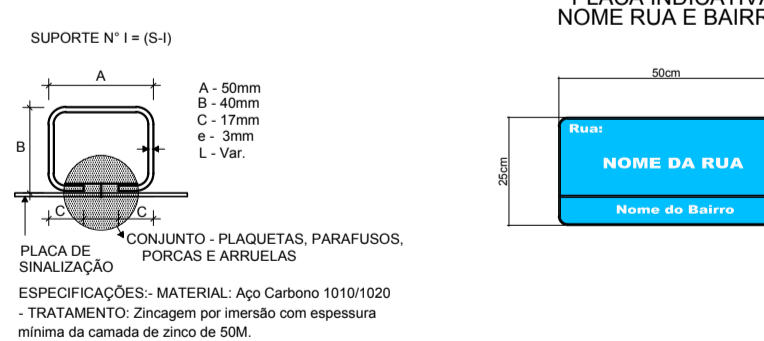 PLACA INDICATIVA
NOME RUA E BAIRR
SUPORTE N° I = (S-I)
A
B
C
C
A - 50mm
B - 40mm
C - 17mm
e - 3mm
L - Var.
PLACA DE
SINALIZAÇÃO
CONJUNTO - PLAQUETAS, PARAFUSOS,
PORCAS E ARRUELAS
ESPECIFICAÇÕES:- MATERIAL: Aço Carbono 1010/1020
- TRATAMENTO: Zincagem por imersão com espessura
mínima da camada de zinco de 50M.
50cm
25cm
Rua:
NOME DA RUA
Nome do Bairro